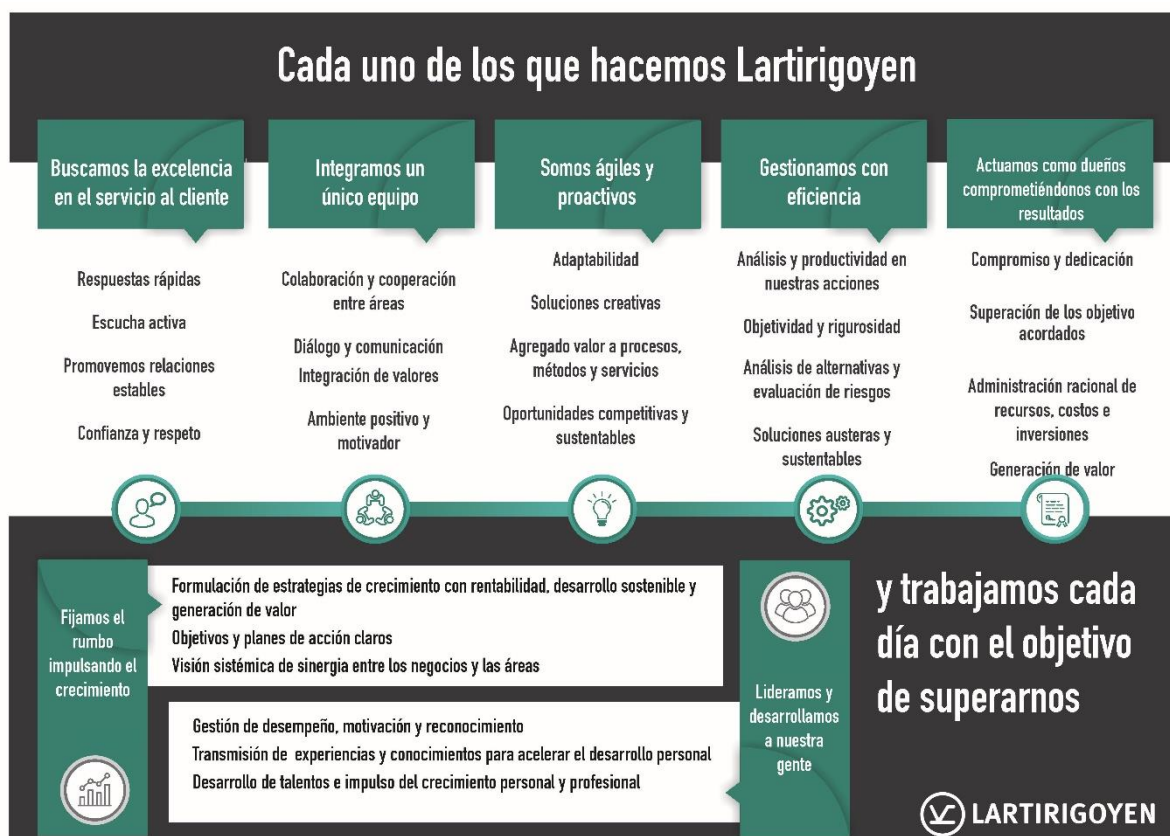 Cada uno de los que hacemos Lartirigoyen
Buscamos la excelencia
en el servicio al cliente
Respuestas rápidas
Escucha activa
Promovemos relaciones
estables
Confianza y respeto
Integramos un
único equipo
Colaboración y cooperación
entre áreas
Diálogo y comunicación
Integración de valores
Ambiente positivo y
motivador
Somos ágiles y
proactivos
Adaptabilidad
Soluciones creativas
Agregado valor a procesos,
métodos y servicios
Oportunidades competitivas y
sustentables
Gestionamos con
eficiencia
Análisis y productividad en
nuestras acciones
Objetividad y rigurosidad
Análisis de alternativas y
evaluación de riesgos
Soluciones austeras y
sustentables
Actuamos como dueños
comprometiéndonos con los
resultados
Compromiso y dedicación
Superación de los objetivo
acordados
Administración racional de
recursos, costos e
inversiones
Generación de valor
Fijamos el
rumbo
impulsando el
crecimiento
Formulación de estrategias de crecimiento con rentabilidad, desarrollo sostenible y
generación de valor
Objetivos y planes de acción claros
Visión sistémica de sinergia entre los negocios y las áreas
Gestión de desempeño, motivación y reconocimiento
Transmisión de experiencias y conocimientos para acelerar el desarrollo personal
Desarrollo de talentos e impulso del crecimiento personal y profesional
Lideramos y
desarrollamos
a nuestra
gente
y trabajamos cada
día con el objetivo
de superarnos
LARTIRIGOYEN